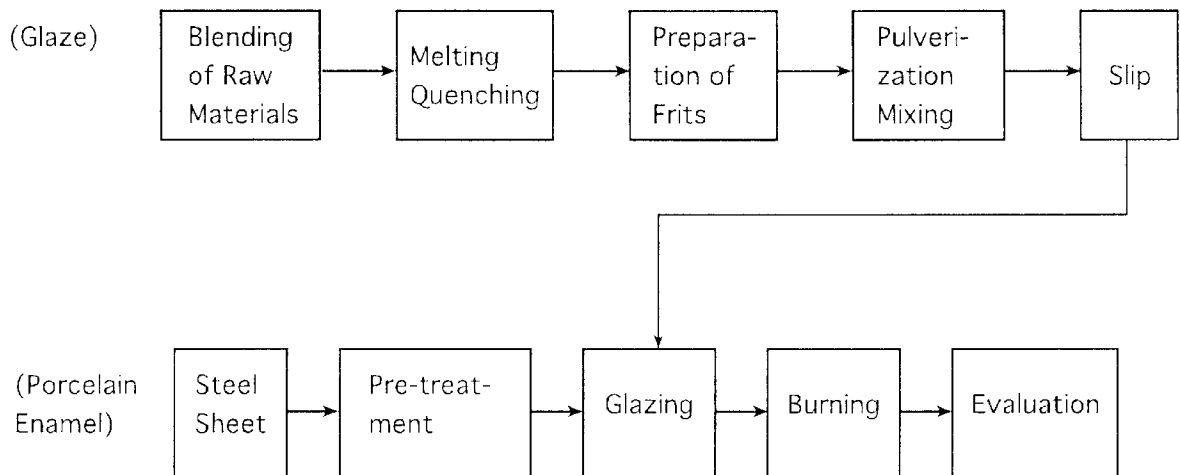 (Glaze)
Blending
of Raw
Materials
Melting
Quenching
Prepara-
tion of
Frits
Pulveri-
zation
Mixing
Slip
(Porcelain
Enamel)
Steel
Sheet
Pre-treat-
ment
Glazing
Burning
Evaluation